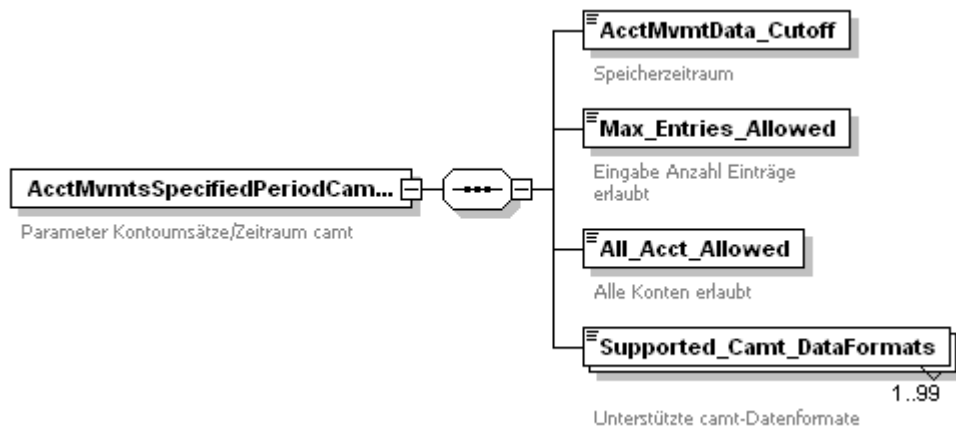 AcctMvmtData_Cutoff
Speicherzeitraum
Max_Entries_Allowed
Eingabe Anzahl Einträge
erlaubt
AcctMvmtsSpecifiedPeriodCam...
Parameter Kontoumsätze/Zeitraum camt
All_Acct_Allowed
Alle Konten erlaubt
Supported_Camt_DataFormats
1..99
Unterstützte camt-Datenformate